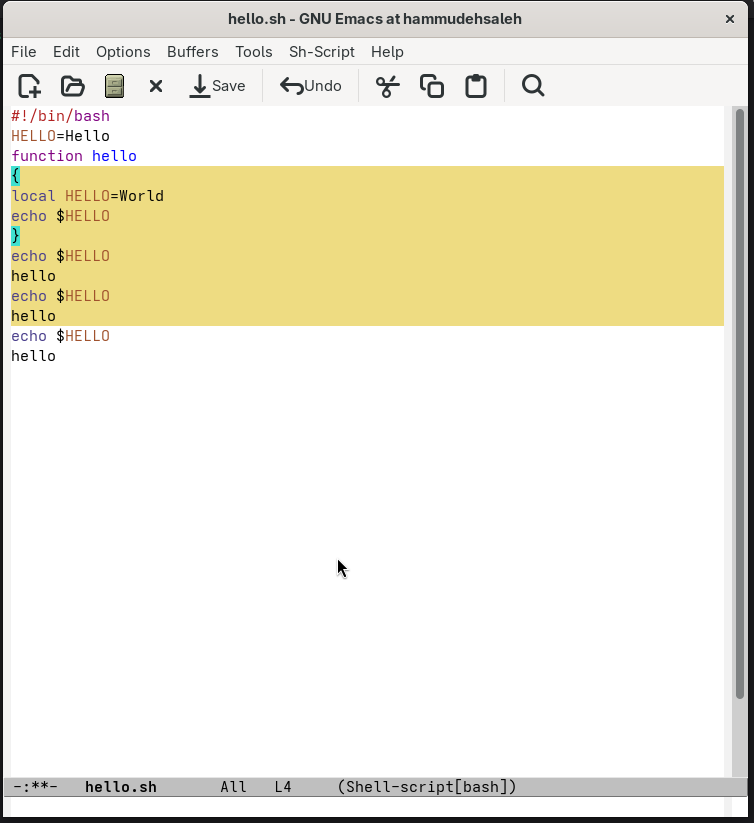 hello.sh - GNU Emacs at hammudehsaleh
File Edit Options Buffers Tools Sh-Script Help
Save Undo
#!/bin/bash
HELLO=Hello
function hello
{
local HELLO=World
echo $HELLO
}
echo $HELLO
hello
echo $HELLO
hello
echo $HELLO
hello
-:**- hello.sh All L4 (Shell-script[bash])